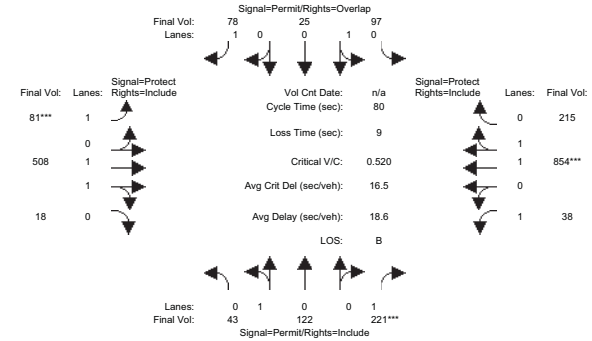 Signal=Permit/Rights=Overlap
Final Vol: 78 25 97
Lanes: 1 0 0 1 0
Signal=Protect
Final Vol: Lanes: Rights=Include
Vol Cnt Date: n/a
Signal=Protect
Rights=Include Lanes: Final Vol:
Cycle Time (sec): 80
81*** 1 0 215
Loss Time (sec): 9
0 1
508 1 Critical V/C: 0.520 1 854***
1 Avg Crit Del (sec/veh): 16.5 0
18 0 Avg Delay (sec/veh): 18.6 1 38
LOS: B
Lanes: 0 1 0 0 1
Final Vol: 43 122 221***
Signal=Permit/Rights=Include